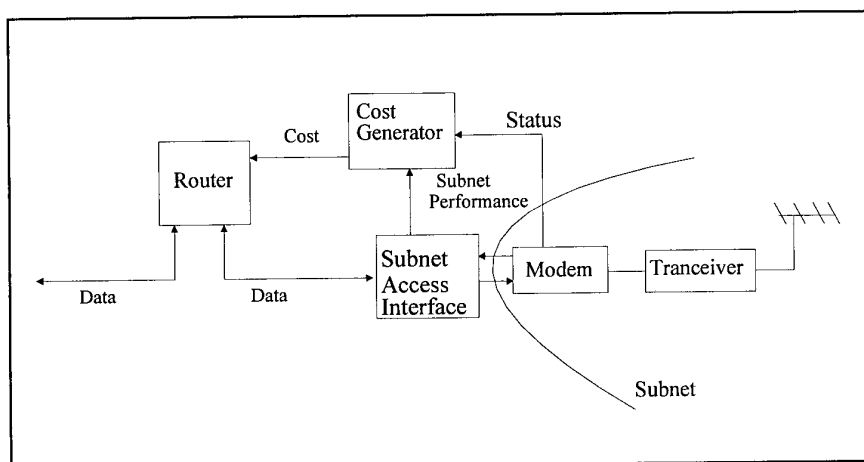 Cost
Generator
Status
Cost
Router
Subnet
Performance
Subnet
Access
Interface
Modem
Tranceiver
Data
Data
Subnet